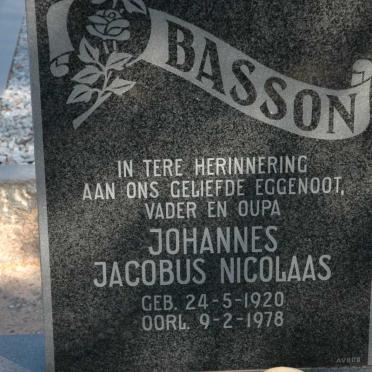 BASSON
IN TERE HERINNERING
AAN ONS GELIEFDE EGGENOOT,
VADER EN OUPA
JOHANNES
JACOBUS NICOLAAS
GEB. 24-5-1920
OORL. 9-2-1978